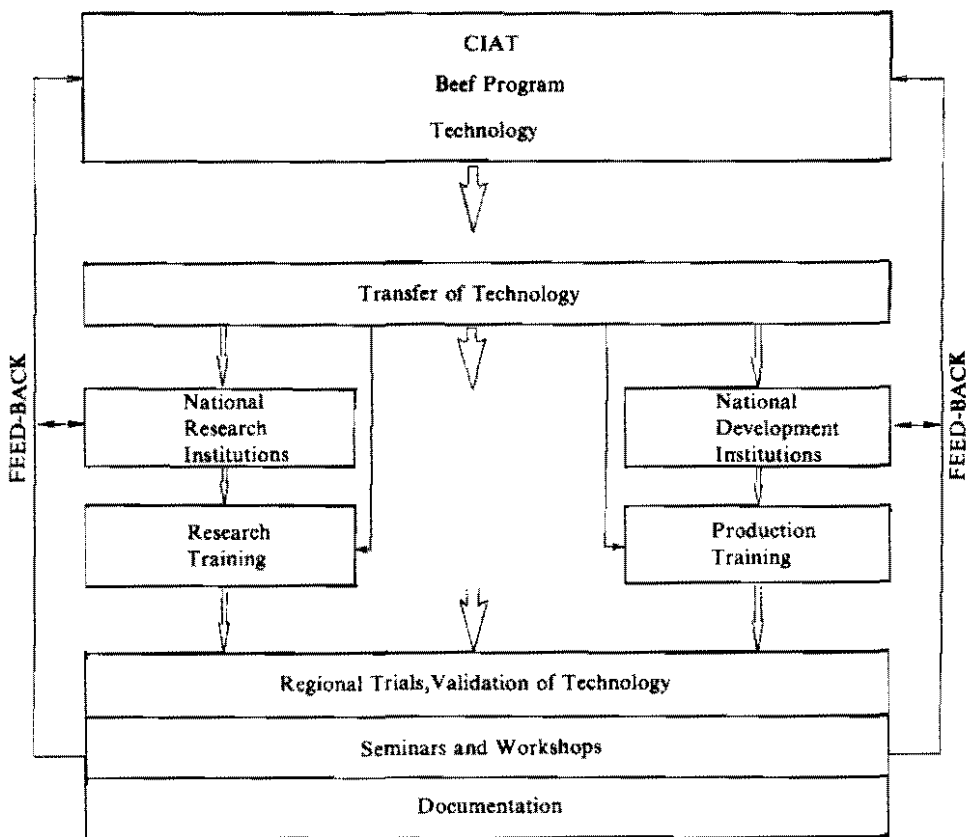 CIAT
Beef Program
Technology
Transfer of Technology
FEED-BACK
National
Research
Institutions
National
Development
Institutions
FEED-BACK
Research
Training
Production
Training
Regional Trials,Validation of Technology
Seminars and Workshops
Documentation